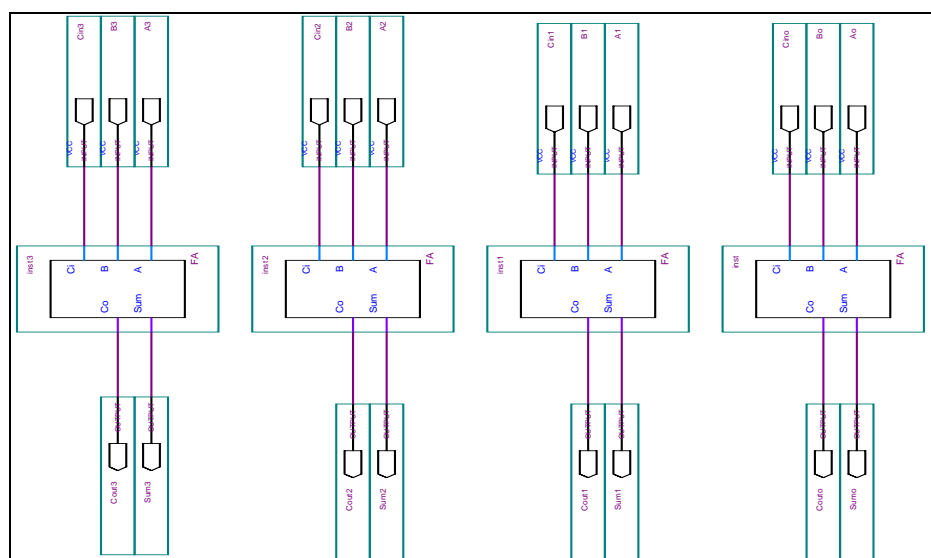 Cin3 B3 A3
VCC VCC VCC
INPUT INPUT INPUT
inst3
FA
Ci B A
Co Sum
OUTPUT OUTPUT
Cout3 Sum3
Cin2 B2 A2
VCC VCC VCC
INPUT INPUT INPUT
inst2
FA
Ci B A
Co Sum
OUTPUT OUTPUT
Cout2 Sum2
Cin1 B1 A1
VCC VCC VCC
INPUT INPUT INPUT
inst1
FA
Ci B A
Co Sum
OUTPUT OUTPUT
Cout1 Sum1
Cino Bo Ao
VCC VCC VCC
INPUT INPUT INPUT
inst
FA
Ci B A
Co Sum
OUTPUT OUTPUT
Couto Sumo